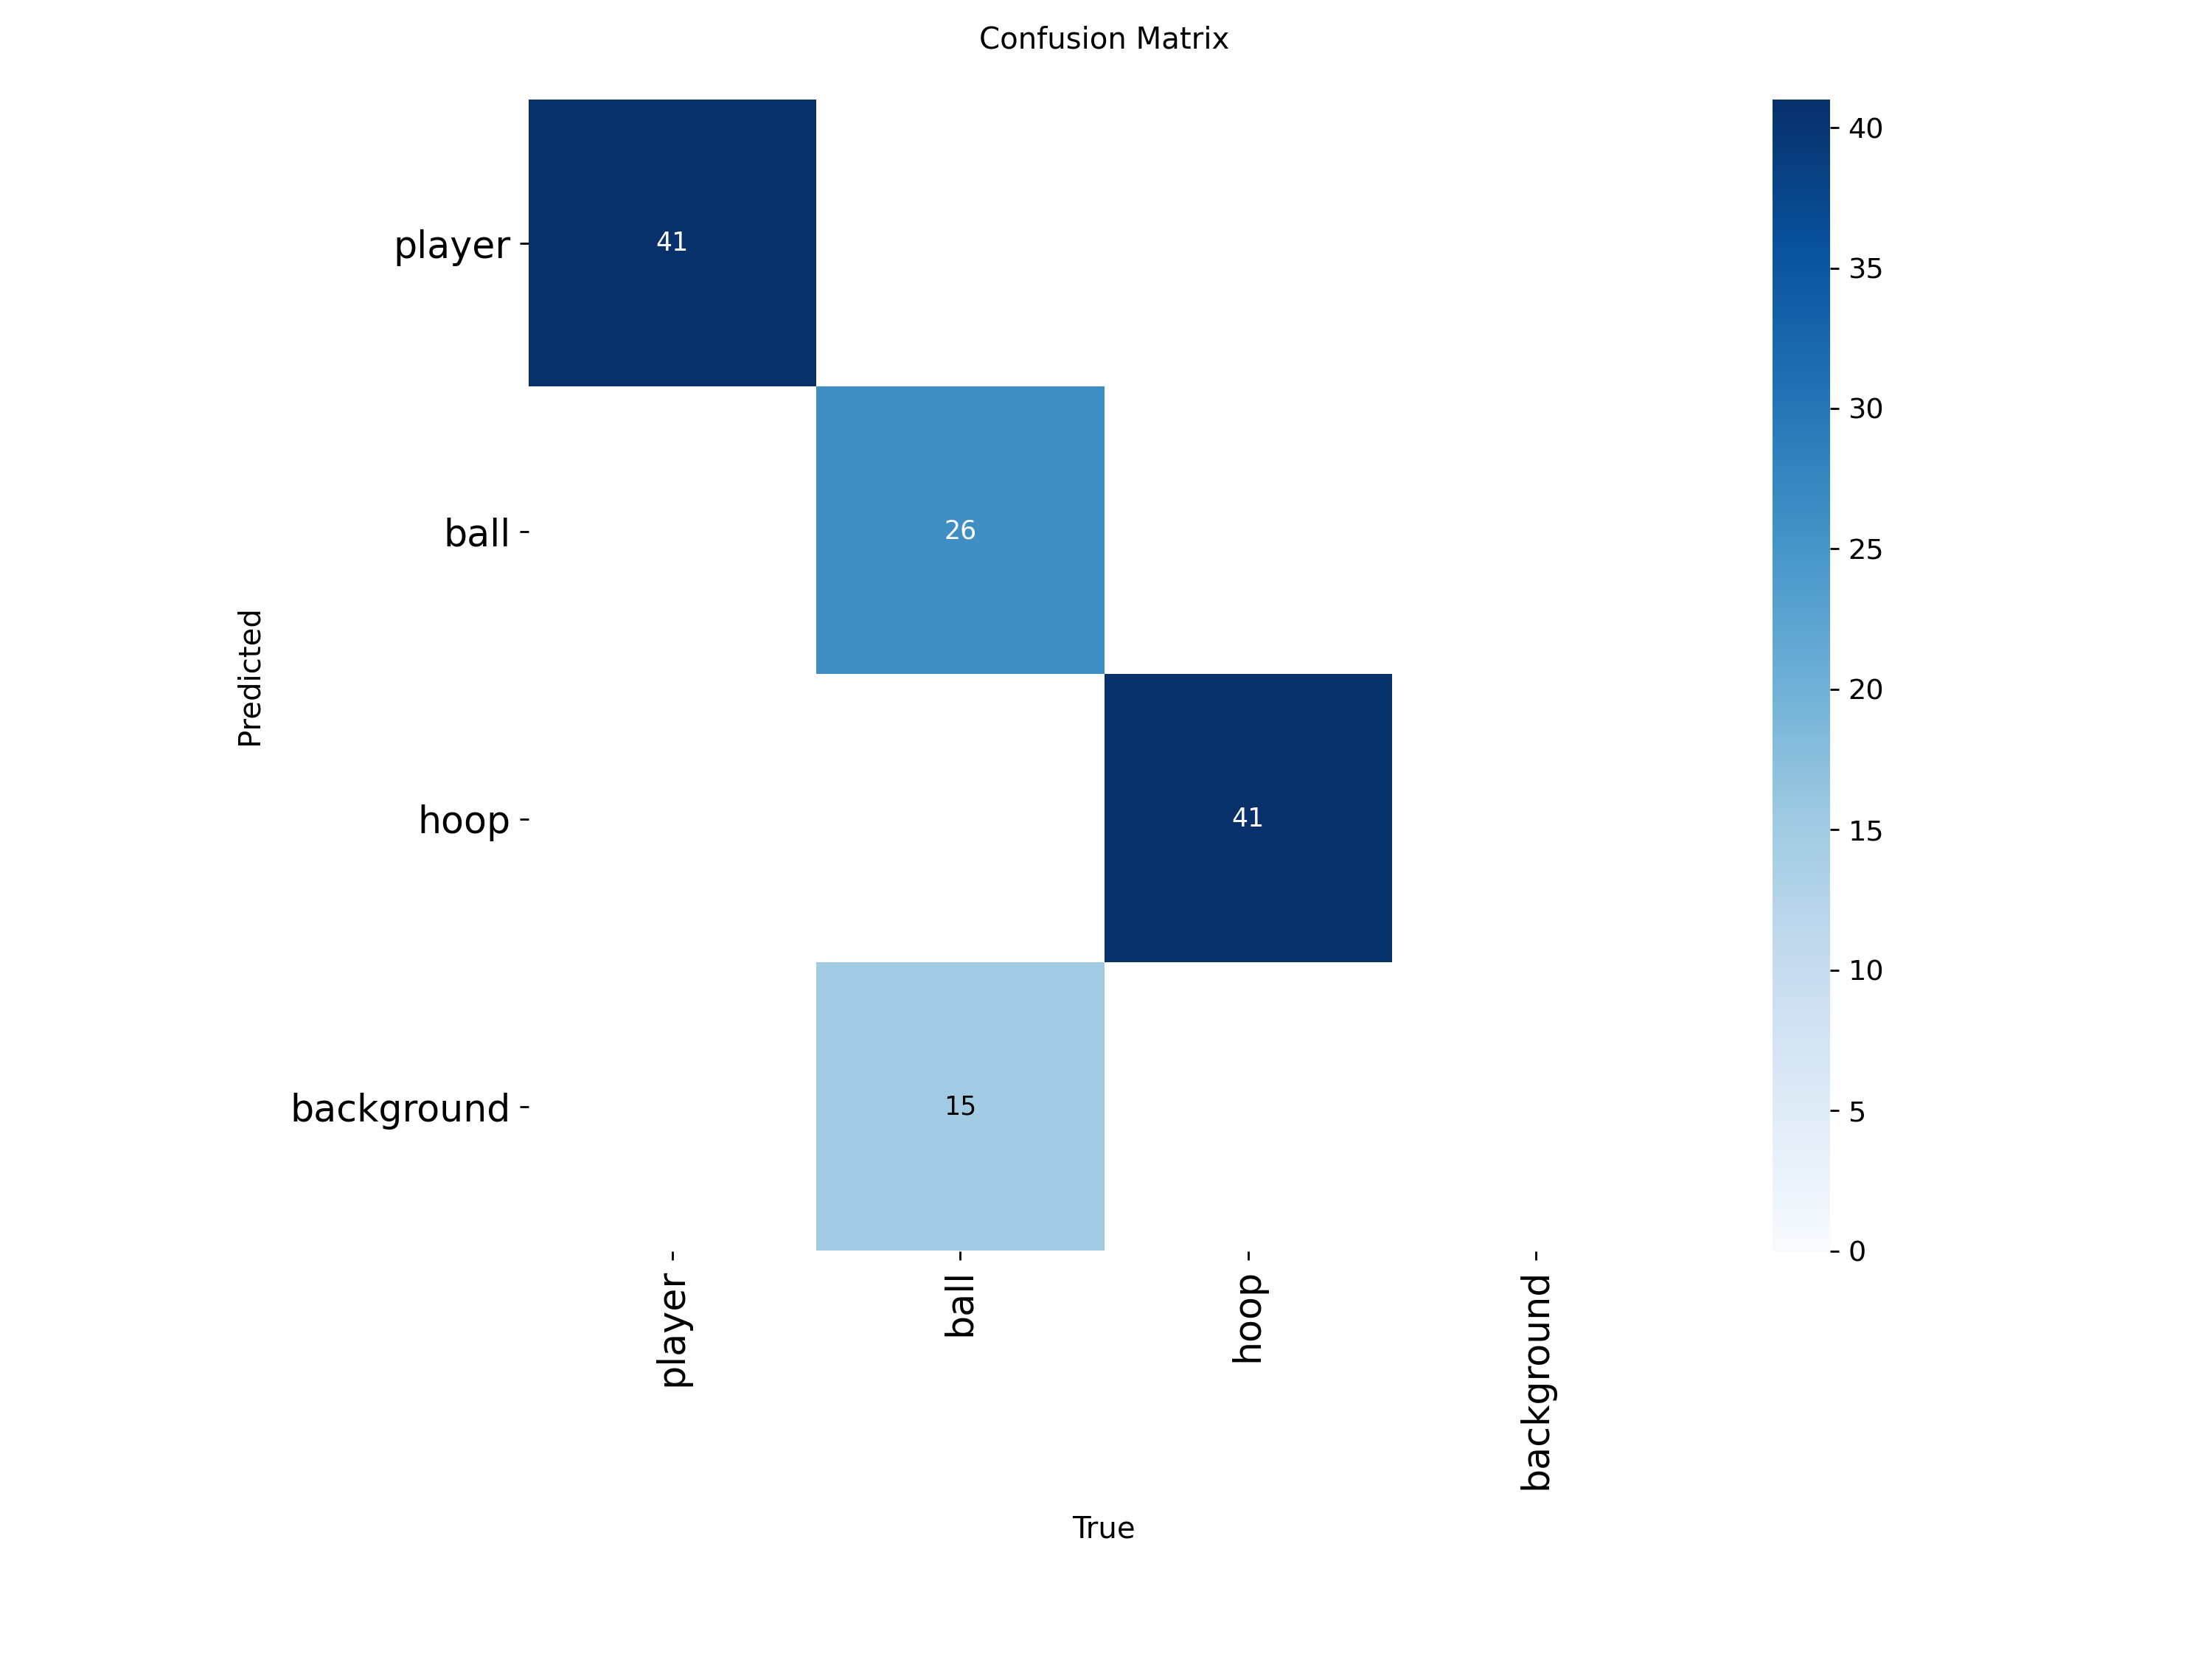 Confusion Matrix
player
ball
hoop
background
Predicted
41
26
41
15
player
ball
hoop
background
True
40
35
30
25
20
15
10
5
0